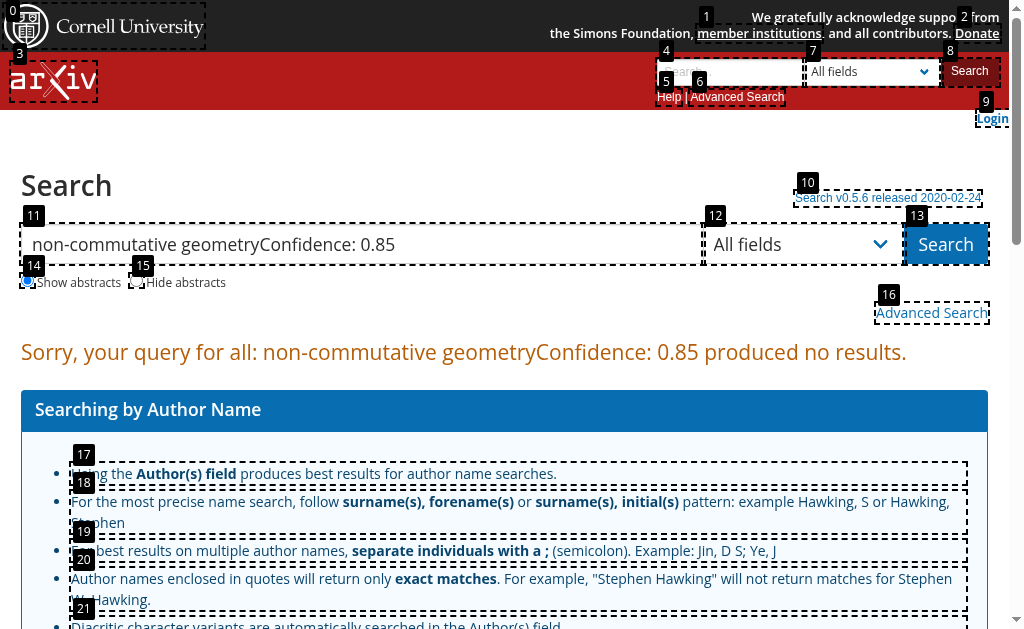 0
Cornell University
1
2
We gratefully acknowledge support from
the Simons Foundation, member institutions, and all contributors. Donate
3
arXiv
4
7
8
Search...
All fields
Search
5
6
Help | Advanced Search
9
Login
Search
10
Search v0.5.6 released 2020-02-24
11
12
13
non-commutative geometryConfidence: 0.85
All fields
Search
14
15
Show abstracts
Hide abstracts
16
Advanced Search
Sorry, your query for all: non-commutative geometryConfidence: 0.85 produced no results.
Searching by Author Name
17
Using the Author(s) field produces best results for author name searches.
18
For the most precise name search, follow surname(s), forename(s) or surname(s), initial(s) pattern: example Hawking, S or Hawking,
Stephen
19
For best results on multiple author names, separate individuals with a ; (semicolon). Example: Jin, D S; Ye, J
20
Author names enclosed in quotes will return only exact matches. For example, "Stephen Hawking" will not return matches for Stephen
W. Hawking.
21
Diacritic character variants are automatically searched in the Author(s) field.